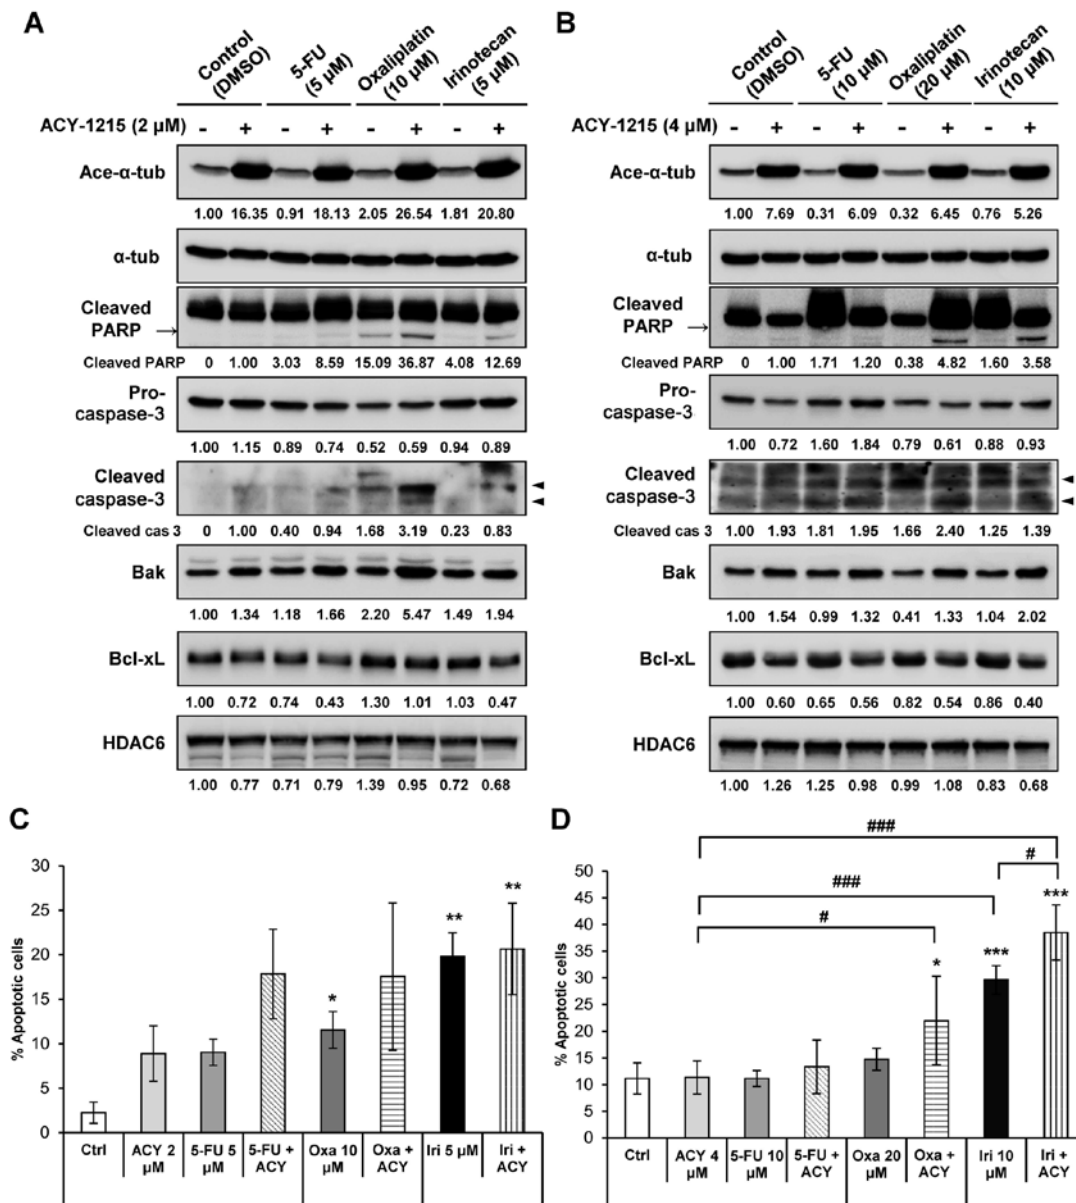 A
Control (DMSO)
5-FU (5 µM)
Oxaliplatin (10 µM)
Irinotecan (5 µM)
ACY-1215 (2 µM) - + - + - + - +
Ace-α-tub
1.00 16.35 0.91 18.13 2.05 26.54 1.81 20.80
α-tub
Cleaved
PARP →
Cleaved PARP 0 1.00 3.03 8.59 15.09 36.87 4.08 12.69
Pro-
caspase-3
1.00 1.15 0.89 0.74 0.52 0.59 0.94 0.89
Cleaved
caspase-3
Cleaved cas 3 0 1.00 0.40 0.94 1.68 3.19 0.23 0.83
Bak
1.00 1.34 1.18 1.66 2.20 5.47 1.49 1.94
Bcl-xL
1.00 0.72 0.74 0.43 1.30 1.01 1.03 0.47
HDAC6
1.00 0.77 0.71 0.79 1.39 0.95 0.72 0.68
B
Control (DMSO)
5-FU (10 µM)
Oxaliplatin (20 µM)
Irinotecan (10 µM)
ACY-1215 (4 µM) - + - + - + - +
Ace-α-tub
1.00 7.69 0.31 6.09 0.32 6.45 0.76 5.26
α-tub
Cleaved
PARP →
Cleaved PARP 0 1.00 1.71 1.20 0.38 4.82 1.60 3.58
Pro-
caspase-3
1.00 0.72 1.60 1.84 0.79 0.61 0.88 0.93
Cleaved
caspase-3
Cleaved cas 3 1.00 1.93 1.81 1.95 1.66 2.40 1.25 1.39
Bak
1.00 1.54 0.99 1.32 0.41 1.33 1.04 2.02
Bcl-xL
1.00 0.60 0.65 0.56 0.82 0.54 0.86 0.40
HDAC6
1.00 1.26 1.25 0.98 0.99 1.08 0.83 0.68
C
% Apoptotic cells
30
25
20
15
10
5
0
*
**
**
Ctrl
ACY 2 µM
5-FU 5 µM
5-FU + ACY
Oxa 10 µM
Oxa + ACY
Iri 5 µM
Iri + ACY
D
% Apoptotic cells
50
45
40
35
30
25
20
15
10
5
0
###
#
###
#
*
***
***
Ctrl
ACY 4 µM
5-FU 10 µM
5-FU + ACY
Oxa 20 µM
Oxa + ACY
Iri 10 µM
Iri + ACY